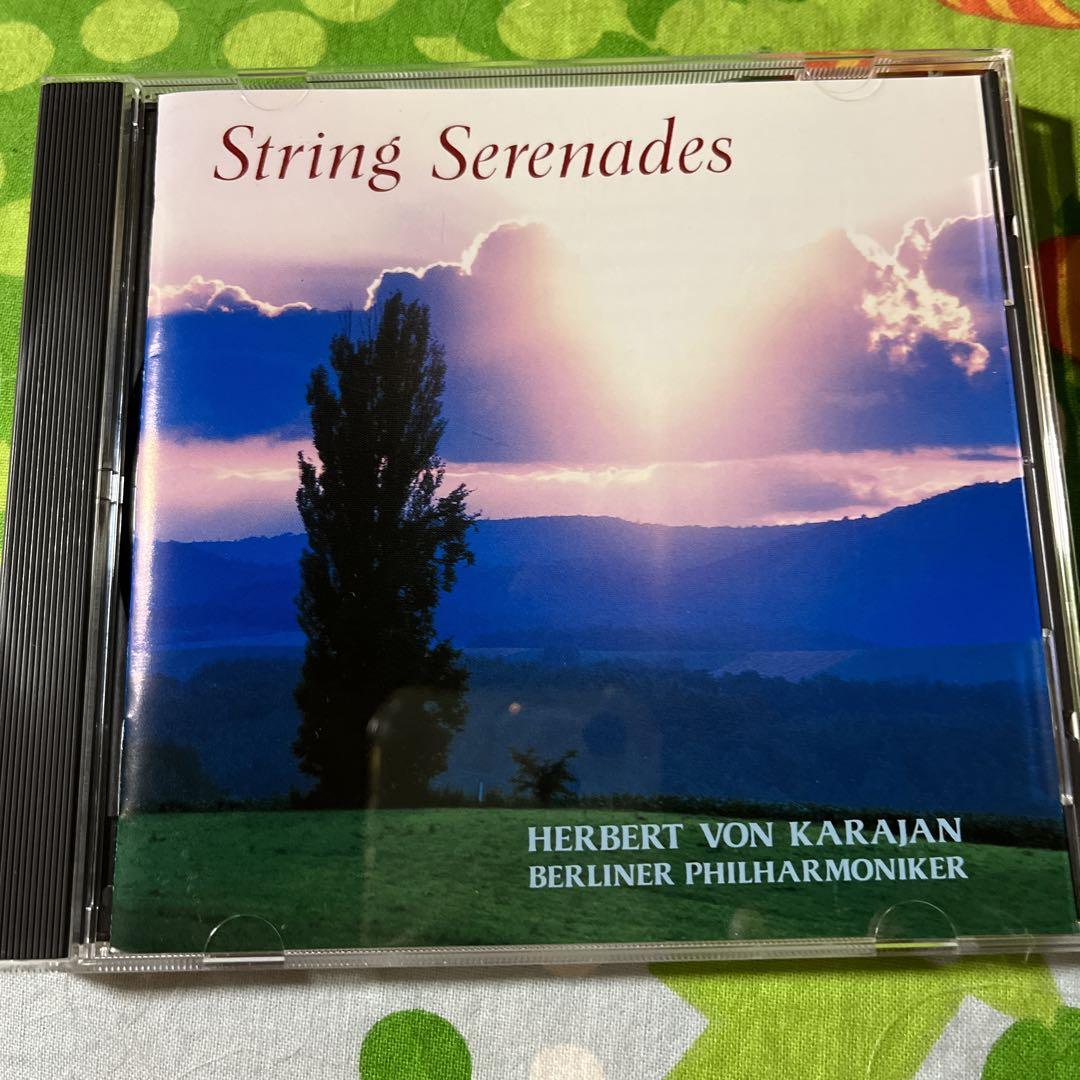 String Serenades
HERBERT VON KARAJAN
BERLINER PHILHARMONIKER